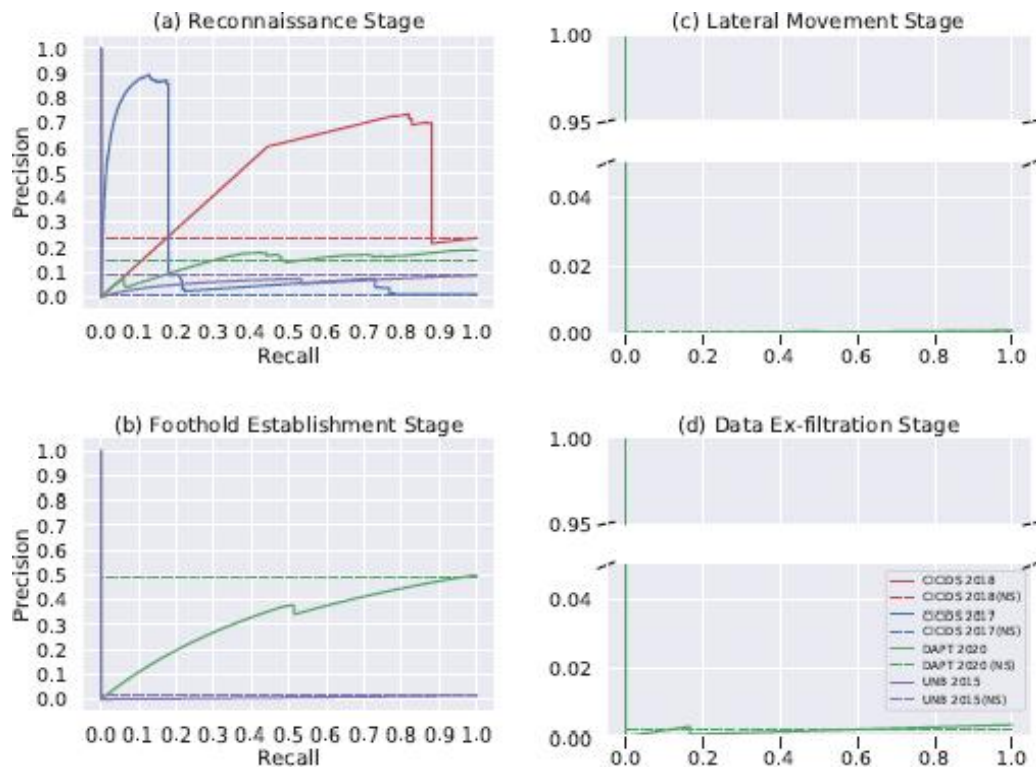 (a) Reconnaissance Stage
1.0
0.9
0.8
0.7
0.6
0.5
0.4
0.3
0.2
0.1
0.0
Precision
0.0 0.1 0.2 0.3 0.4 0.5 0.6 0.7 0.8 0.9 1.0
Recall
(c) Lateral Movement Stage
1.00
0.95
0.04
0.02
0.00
0.0 0.2 0.4 0.6 0.8 1.0
(b) Foothold Establishment Stage
1.0
0.9
0.8
0.7
0.6
0.5
0.4
0.3
0.2
0.1
0.0
Precision
0.0 0.1 0.2 0.3 0.4 0.5 0.6 0.7 0.8 0.9 1.0
Recall
(d) Data Ex-filtration Stage
1.00
0.95
0.04
0.02
0.00
0.0 0.2 0.4 0.6 0.8 1.0
CICIDS 2018
CICIDS 2018(NS)
CICIDS 2017
CICIDS 2017(NS)
DAPT 2020
DAPT 2020 (NS)
UNB 2015
UNB 2015(NS)